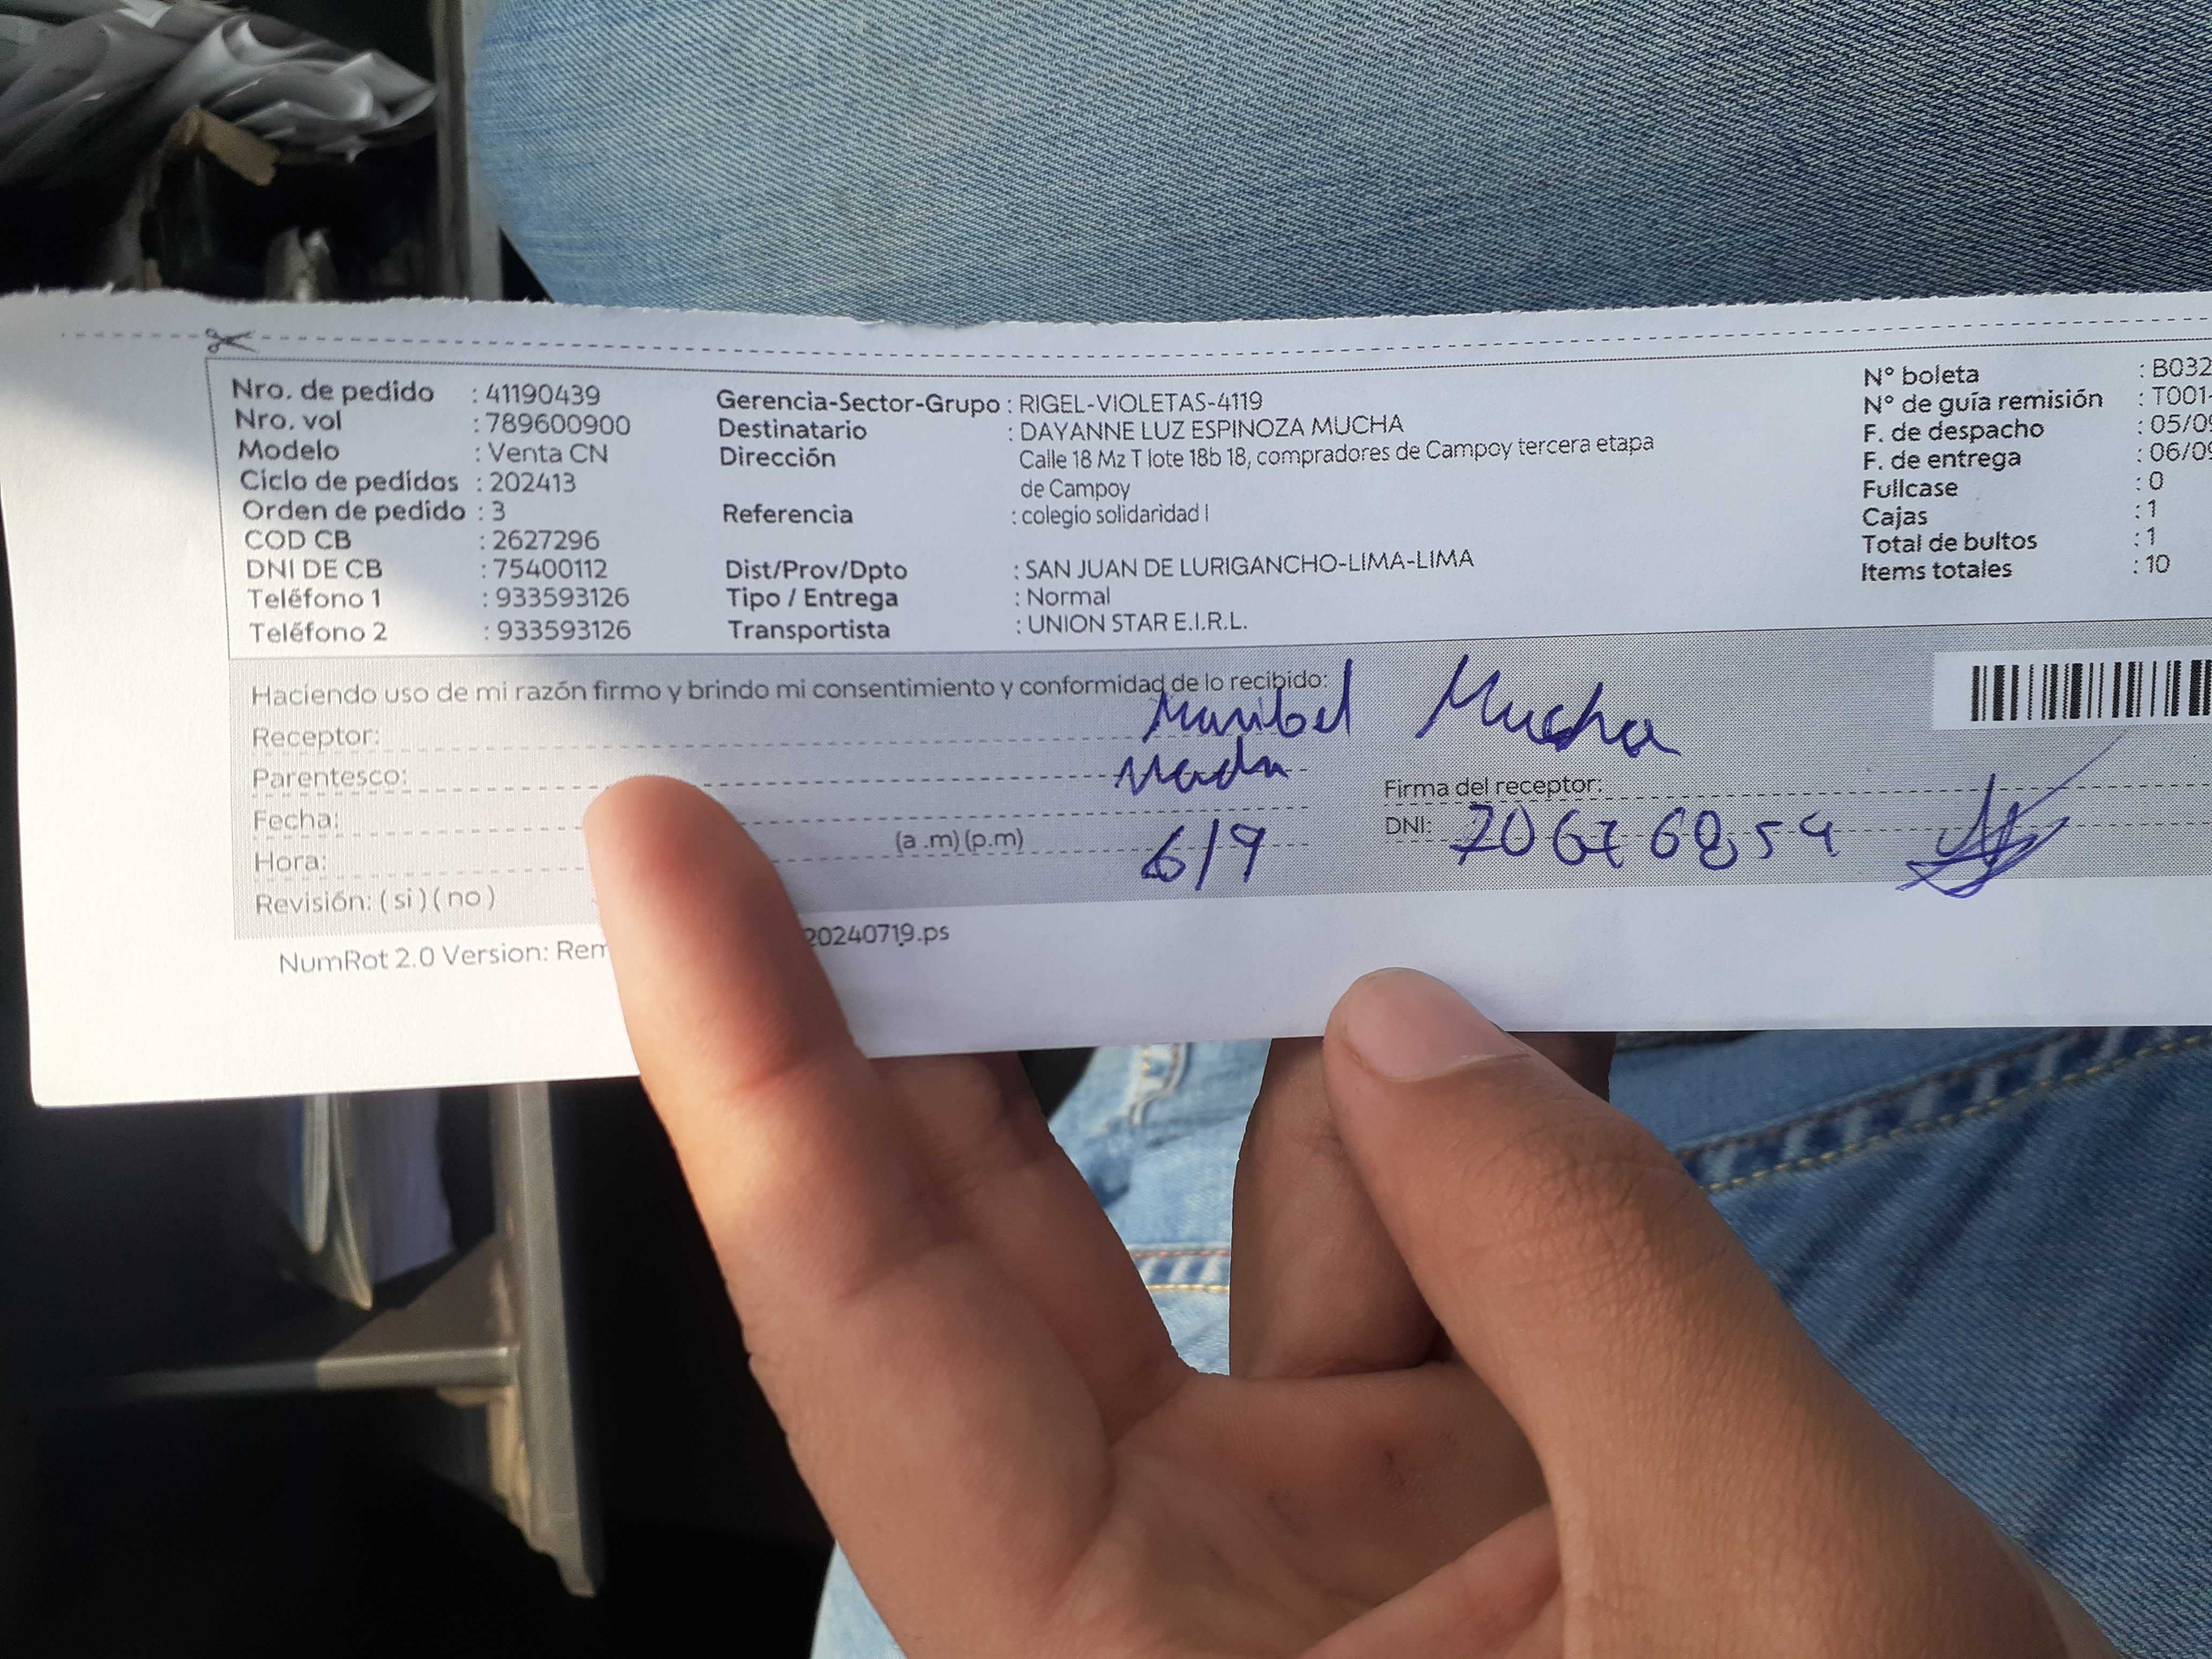 Nro. de pedido : 41190439
Nro. vol : 789600900
Modelo : Venta CN
Ciclo de pedidos : 202413
Orden de pedido : 3
COD CB : 2627296
DNI DE CB : 75400112
Teléfono 1 : 933593126
Teléfono 2 : 933593126
Gerencia-Sector-Grupo : RIGEL-VIOLETAS-4119
Destinatario : DAYANNE LUZ ESPINOZA MUCHA
Dirección Calle 18 Mz T lote 18b 18, compradores de Campoy tercera etapa
de Campoy
Referencia : colegio solidaridad I
Dist/Prov/Dpto : SAN JUAN DE LURIGANCHO-LIMA-LIMA
Tipo / Entrega : Normal
Transportista : UNION STAR E.I.R.L.
N° boleta : B032
N° de guía remisión : T001-
F. de despacho : 05/09
F. de entrega : 06/09
Fullcase : 0
Cajas : 1
Total de bultos : 1
Items totales : 10
Haciendo uso de mi razón firmo y brindo mi consentimiento y conformidad de lo recibido:
Receptor: Maribel Mucha
Parentesco:
Fecha:
Hora: (a .m) (p.m) 6/9
Revisión: ( si ) ( no )
Firma del receptor:
DNI:
NumRot 2.0 Version: Rem 20240719.ps